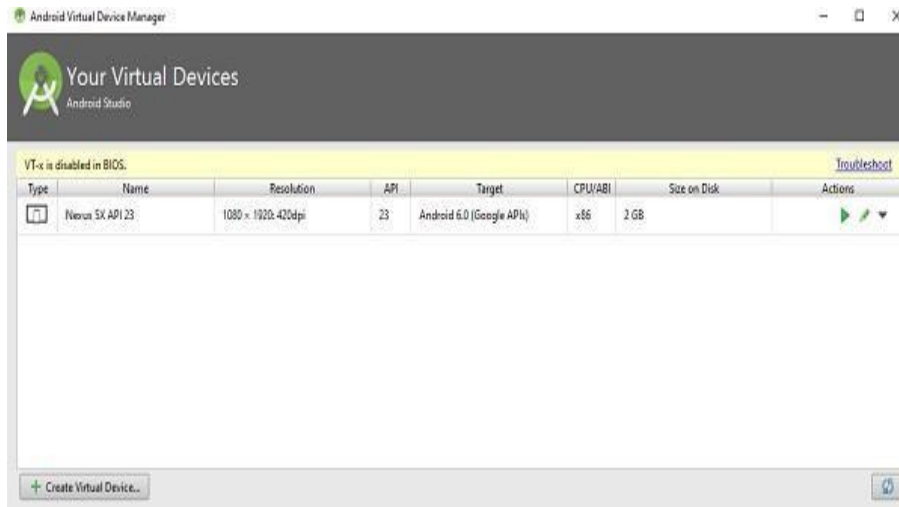 Android Virtual Device Manager
Your Virtual Devices
Android Studio
VT-x is disabled in BIOS. Troubleshoot
Type Name Resolution API Target CPU/ABI Size on Disk Actions
Nexus 5X API 23 1080 × 1920: 420dpi 23 Android 6.0 (Google APIs) x86 2 GB
+ Create Virtual Device...